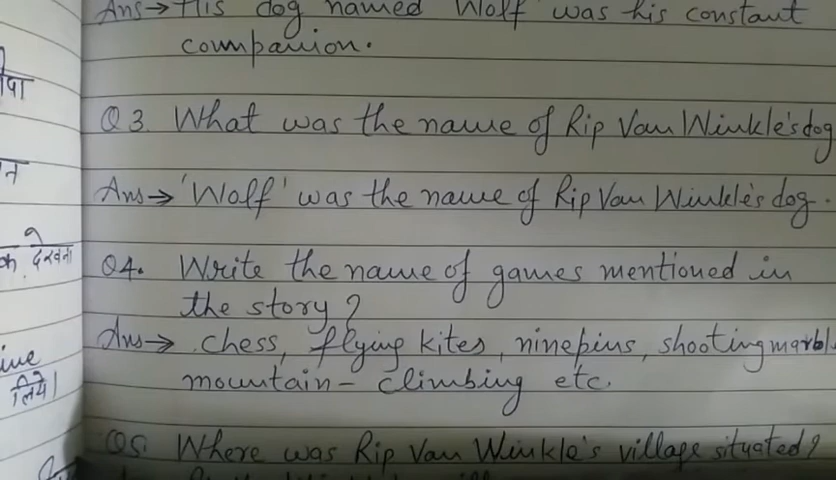 Ans→ His dog named Wolf was his constant
companion.
Q3. What was the name of Rip Van Winkle's dog
Ans→ 'Wolf' was the name of Rip Van Winkle's dog.
Q4. Write the name of games mentioned in
the story?
Ans→ chess, flying kites, ninepins, shooting marbl
mountain- climbing etc.
Q5. Where was Rip Van Winkle's village situated?